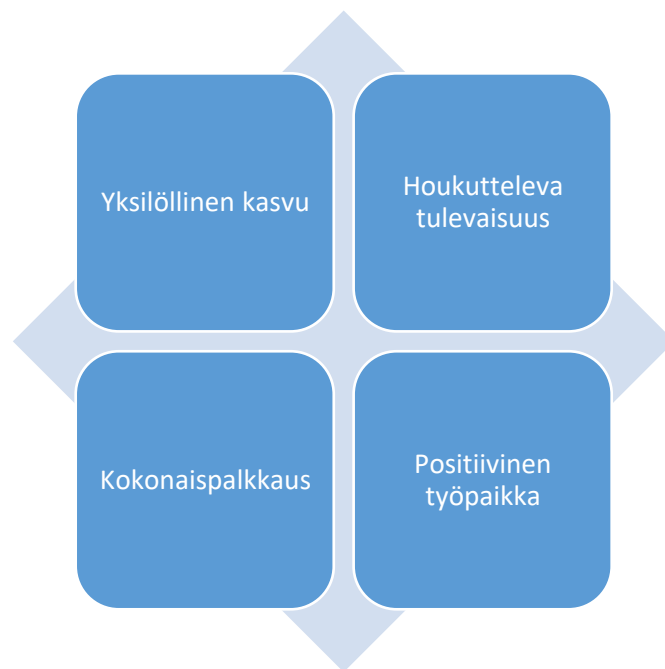 Yksilöllinen kasvu
Houkutteleva
tulevaisuus
Kokonaispalkkaus
Positiivinen
työpaikka